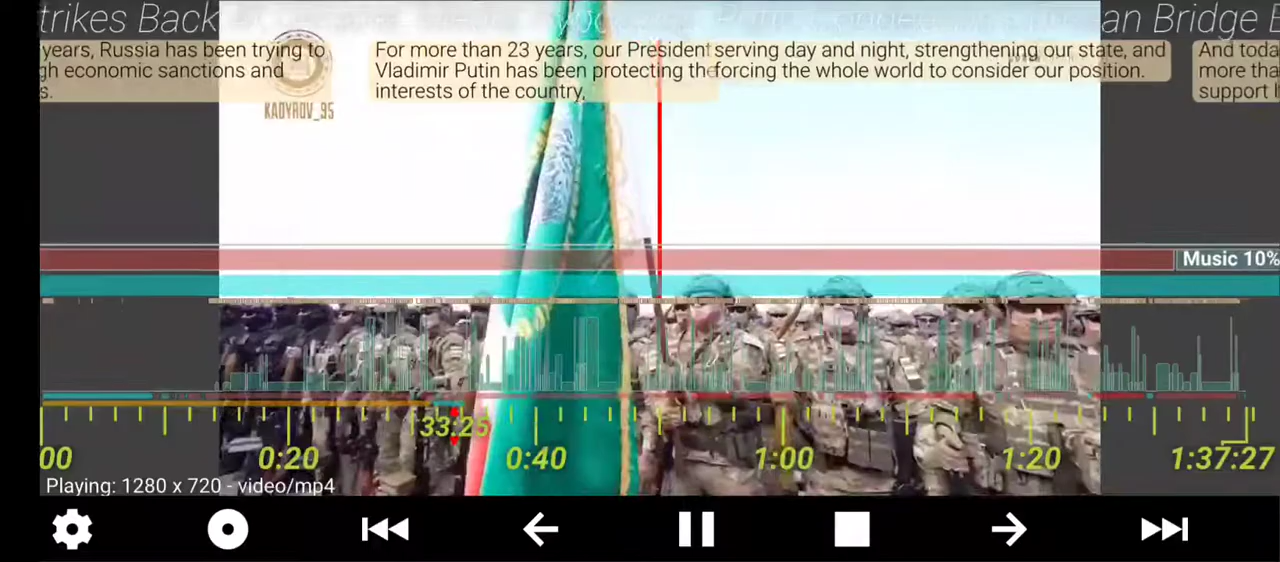 trikes Back
an Bridge
years, Russia has been trying to
gh economic sanctions and
s.
For more than 23 years, our President
Vladimir Putin has been protecting the
interests of the country,
serving day and night, strengthening our state, and
forcing the whole world to consider our position.
And toda
more tha
support
KADYROV_95
Music 10%
33:25
00
0:20
0:40
1:00
1:20
1:37:27
Playing: 1280 x 720 - video/mp4